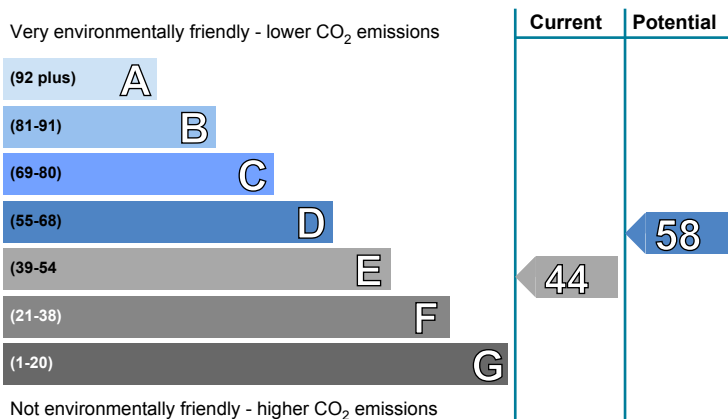 Very environmentally friendly - lower CO2 emissions
Current
Potential
(92 plus) A
(81-91) B
(69-80) C
(55-68) D
58
(39-54 E
44
(21-38) F
(1-20) G
Not environmentally friendly - higher CO2 emissions